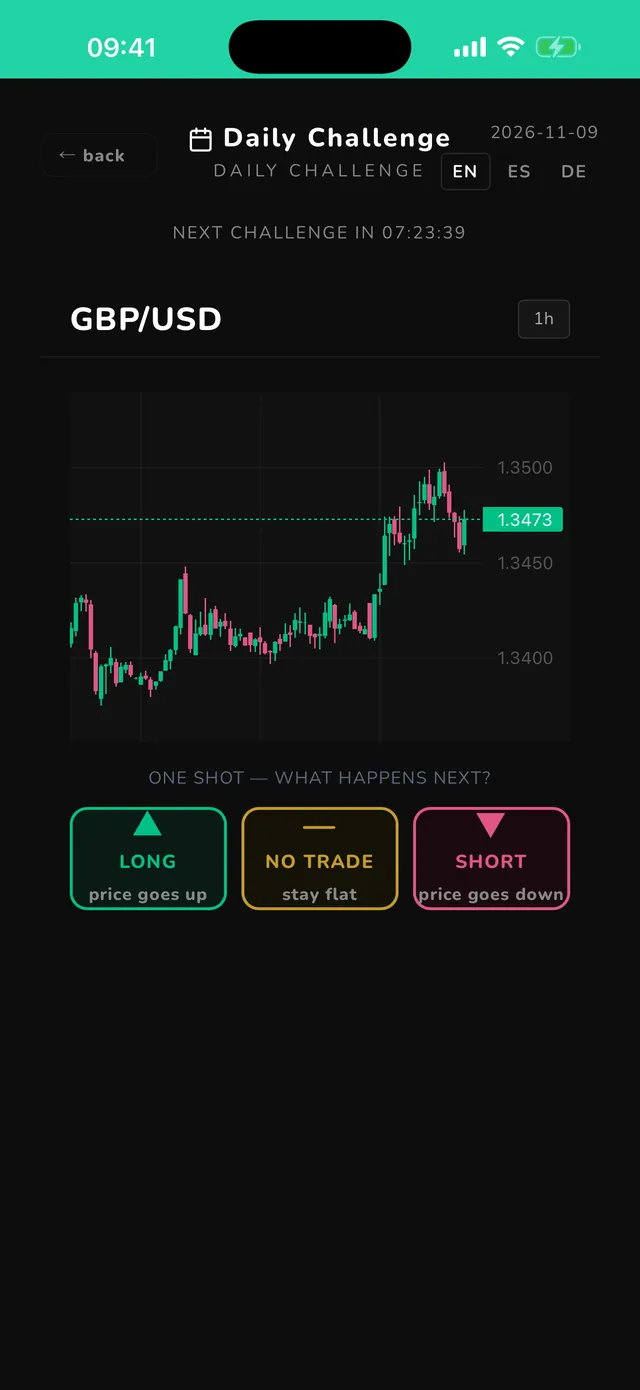 09:41
← back
Daily Challenge
2026-11-09
DAILY CHALLENGE
EN ES DE
NEXT CHALLENGE IN 07:23:39
GBP/USD
1h
1.3500
1.3473
1.3450
1.3400
ONE SHOT — WHAT HAPPENS NEXT?
LONG
price goes up
NO TRADE
stay flat
SHORT
price goes down